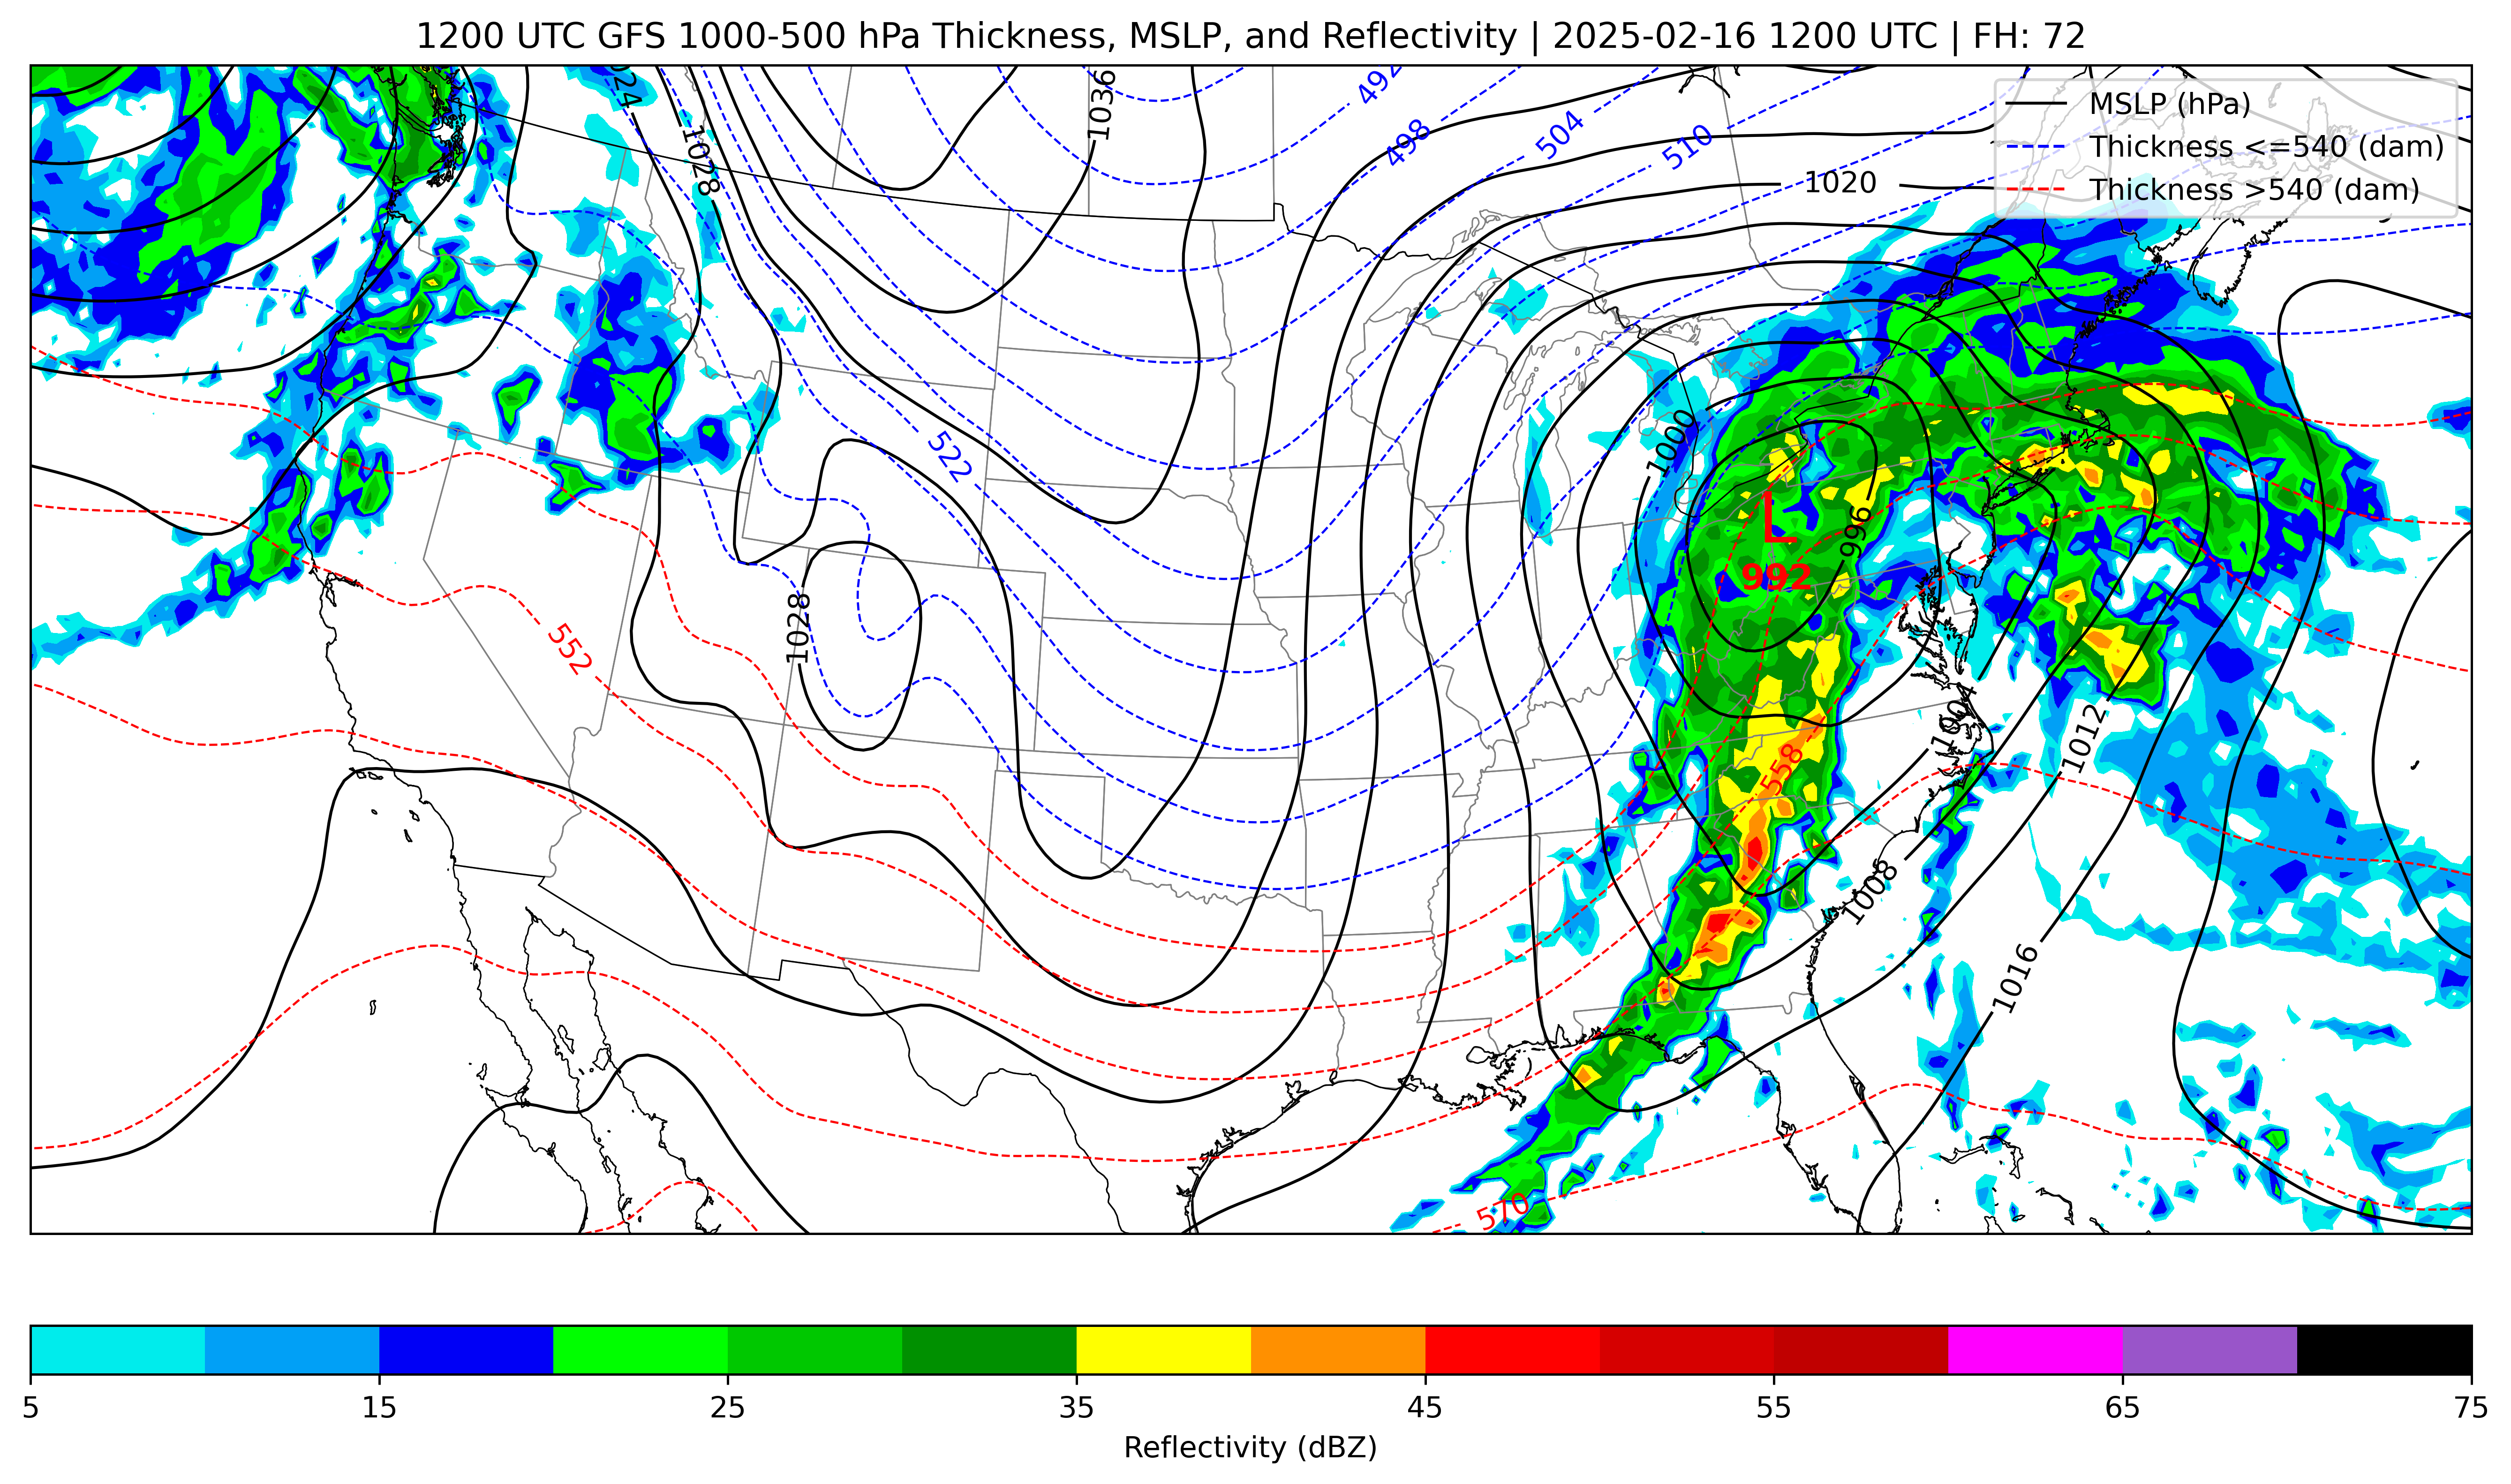 1200 UTC GFS 1000-500 hPa Thickness, MSLP, and Reflectivity | 2025-02-16 1200 UTC | FH: 72
MSLP (hPa)
Thickness <=540 (dam)
Thickness >540 (dam)
1024
1028
1036
492
498
504
510
1020
522
1000
L
992
996
1028
552
1004
1012
558
1008
1016
570
5 15 25 35 45 55 65 75
Reflectivity (dBZ)